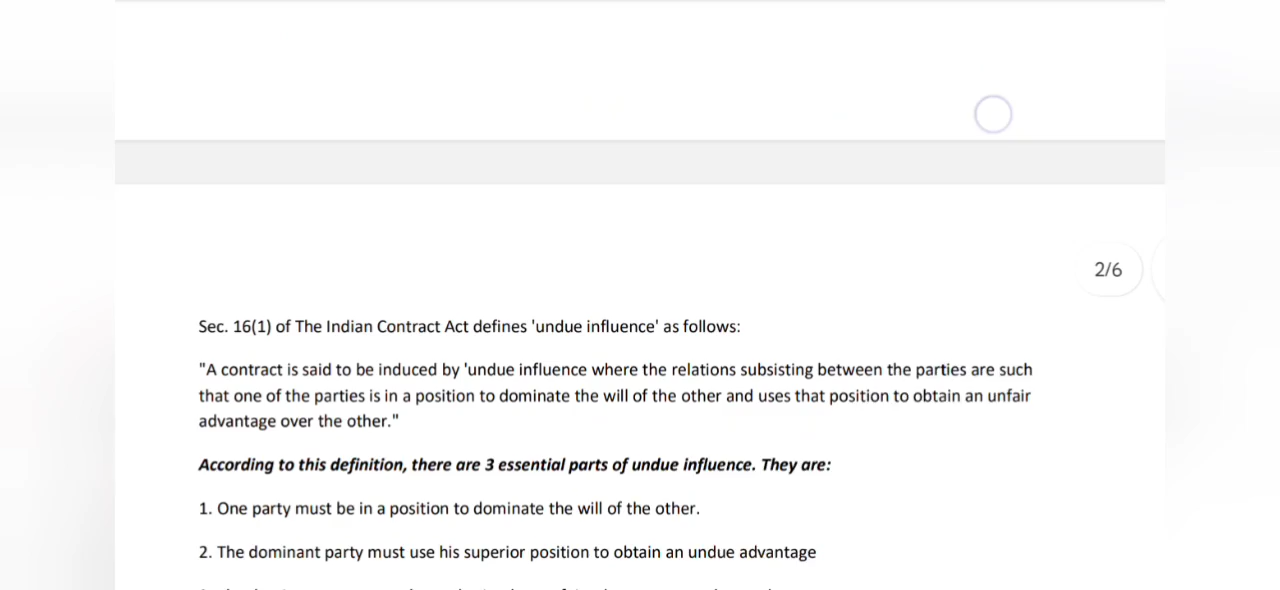 2/6
Sec. 16(1) of The Indian Contract Act defines 'undue influence' as follows:
"A contract is said to be induced by 'undue influence where the relations subsisting between the parties are such
that one of the parties is in a position to dominate the will of the other and uses that position to obtain an unfair
advantage over the other."
According to this definition, there are 3 essential parts of undue influence. They are:
1. One party must be in a position to dominate the will of the other.
2. The dominant party must use his superior position to obtain an undue advantage